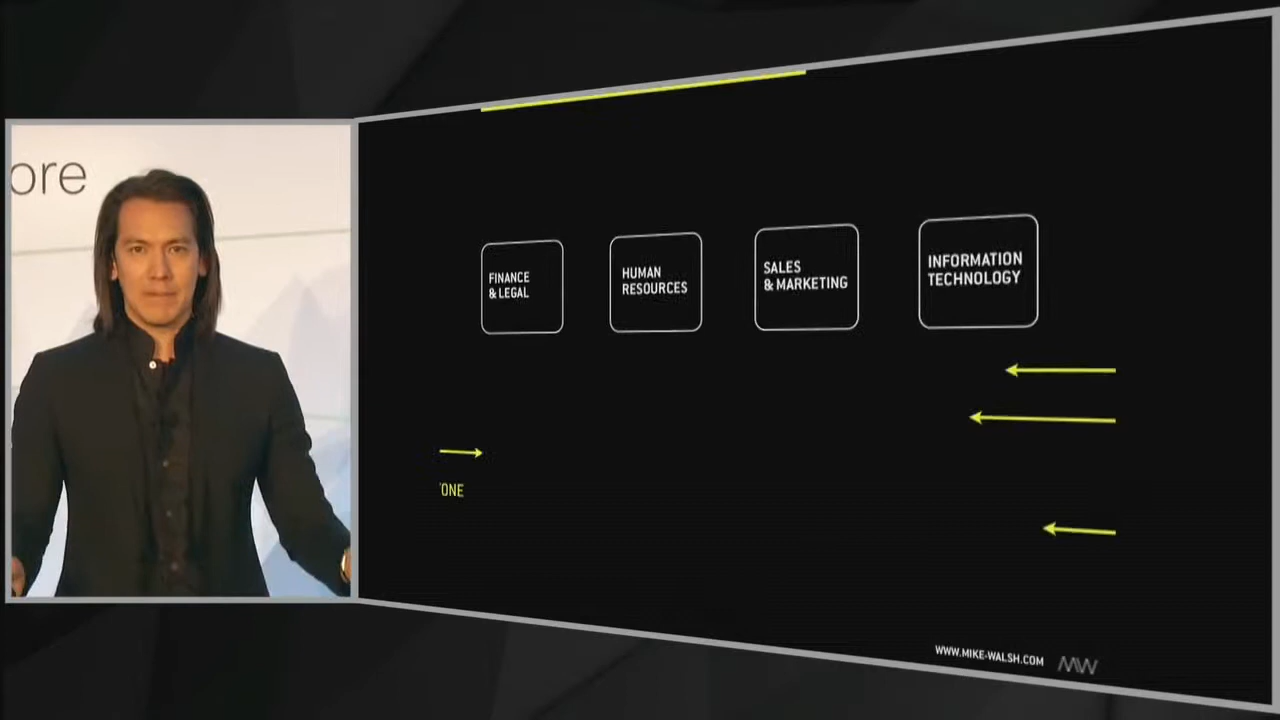 ore
FINANCE
& LEGAL
HUMAN
RESOURCES
SALES
& MARKETING
INFORMATION
TECHNOLOGY
ONE
WWW.MIKE-WALSH.COM
MW